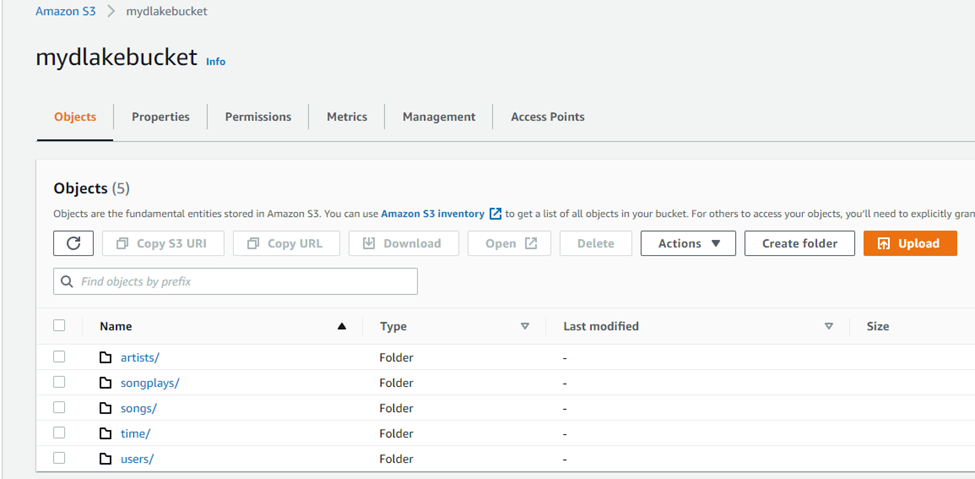 Amazon S3 > mydlakebucket
mydlakebucket Info
Objects Properties Permissions Metrics Management Access Points
Objects (5)
Objects are the fundamental entities stored in Amazon S3. You can use Amazon S3 inventory to get a list of all objects in your bucket. For others to access your objects, you'll need to explicitly gran
Copy S3 URI Copy URL Download Open Delete Actions Create folder Upload
Find objects by prefix
Name Type Last modified Size
artists/ Folder -
songplays/ Folder -
songs/ Folder -
time/ Folder -
users/ Folder -